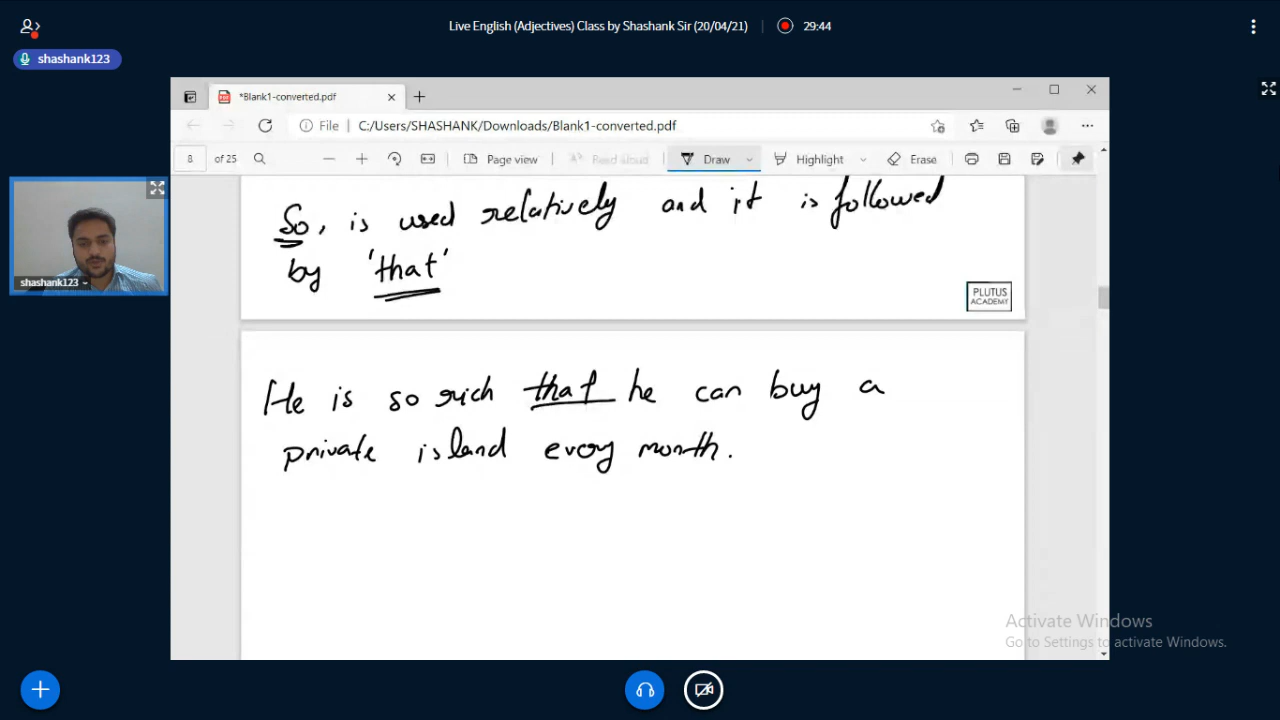 Live English (Adjectives) Class by Shashank Sir (20/04/21)
29:44
shashank123
*Blank1-converted.pdf
File
C:/Users/SHASHANK/Downloads/Blank1-converted.pdf
8 of 25
Page view
Read aloud
Draw
Highlight
Erase
So, is used relatively and it is followed
by 'that'
PLUTUS
ACADEMY
shashank123
He is so rich that he can buy a
private island every month.
Activate Windows
Go to Settings to activate Windows.